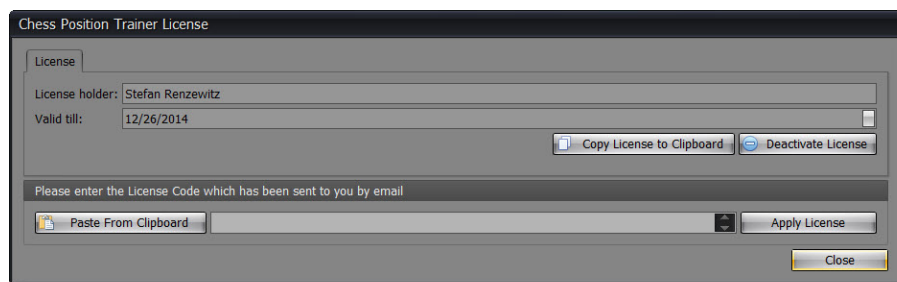 Chess Position Trainer License
License
License holder: Stefan Renzewitz
Valid till: 12/26/2014
Copy License to Clipboard Deactivate License
Please enter the License Code which has been sent to you by email
Paste From Clipboard Apply License
Close